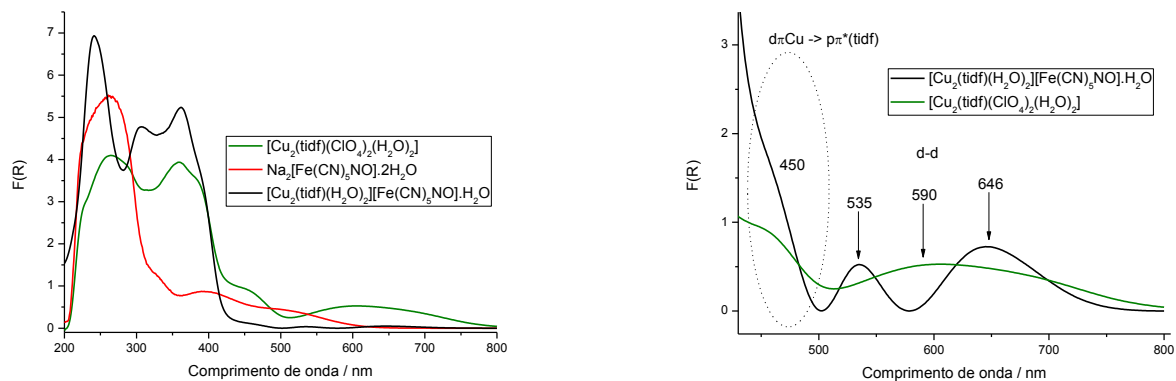 7
6
5
4
3
2
1
0
F(R)
[Cu2(tidf)(ClO4)2(H2O)2]
Na2[Fe(CN)5NO].2H2O
[Cu2(tidf)(H2O)2][Fe(CN)5NO].H2O
200 300 400 500 600 700 800
Comprimento de onda / nm
3
2
1
0
F(R)
dπCu -> pπ*(tidf)
[Cu2(tidf)(H2O)2][Fe(CN)5NO].H2O
[Cu2(tidf)(ClO4)2(H2O)2]
d-d
450
535
590
646
500 600 700 800
Comprimento de onda / nm